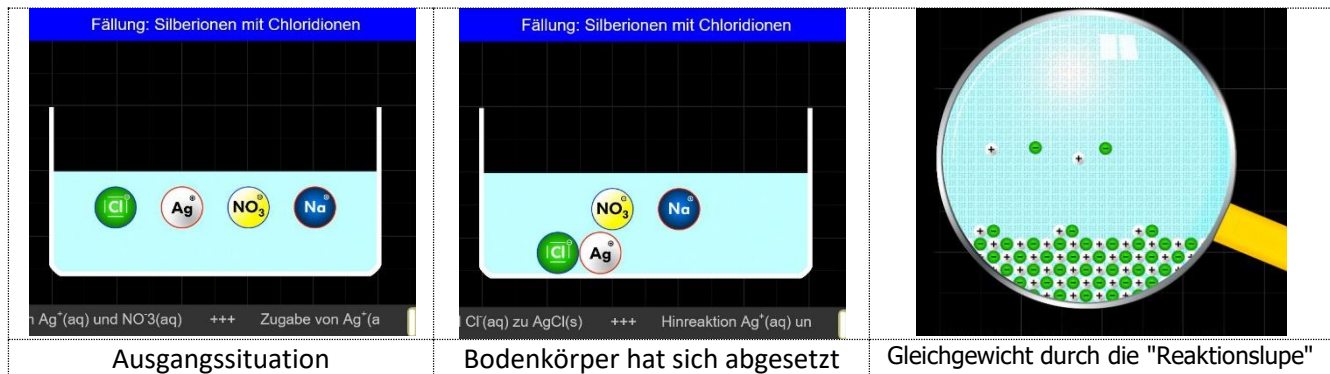 Fällung: Silberionen mit Chloridionen
|Cl| ⊖ Ag ⊕ NO3 ⊖ Na ⊕
n Ag⁺(aq) und NO⁻3(aq) +++ Zugabe von Ag⁺(a
Ausgangssituation
Fällung: Silberionen mit Chloridionen
NO3 ⊖ Na ⊕
|Cl| ⊖ Ag ⊕
Cl⁻(aq) zu AgCl(s) +++ Hinreaktion Ag⁺(aq) un
Bodenkörper hat sich abgesetzt
Gleichgewicht durch die "Reaktionslupe"